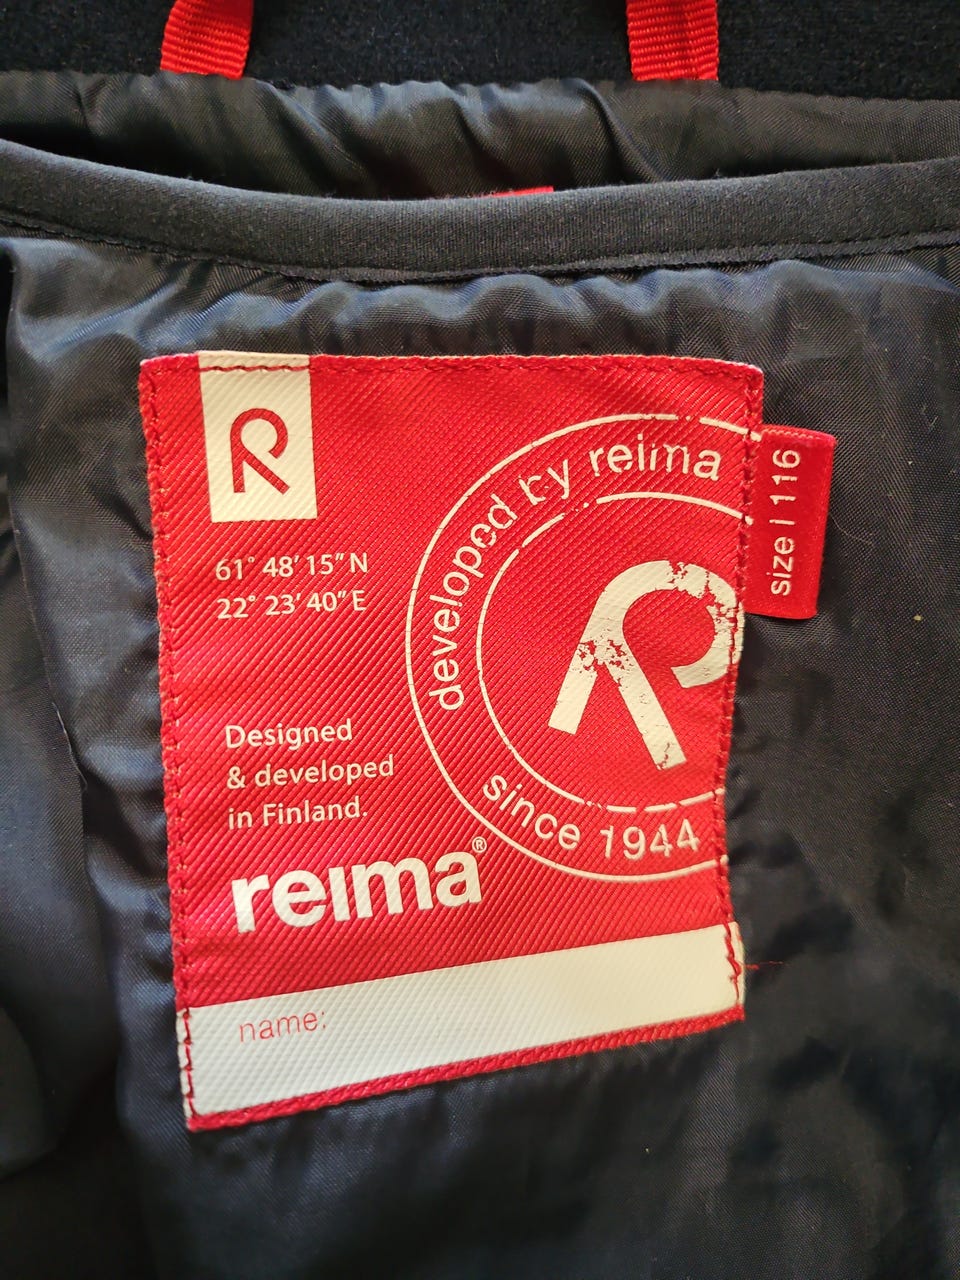 R
61° 48' 15" N
22° 23' 40" E
developed by reima
since 1944
R
size | 116
Designed
& developed
in Finland.
reima®
name: